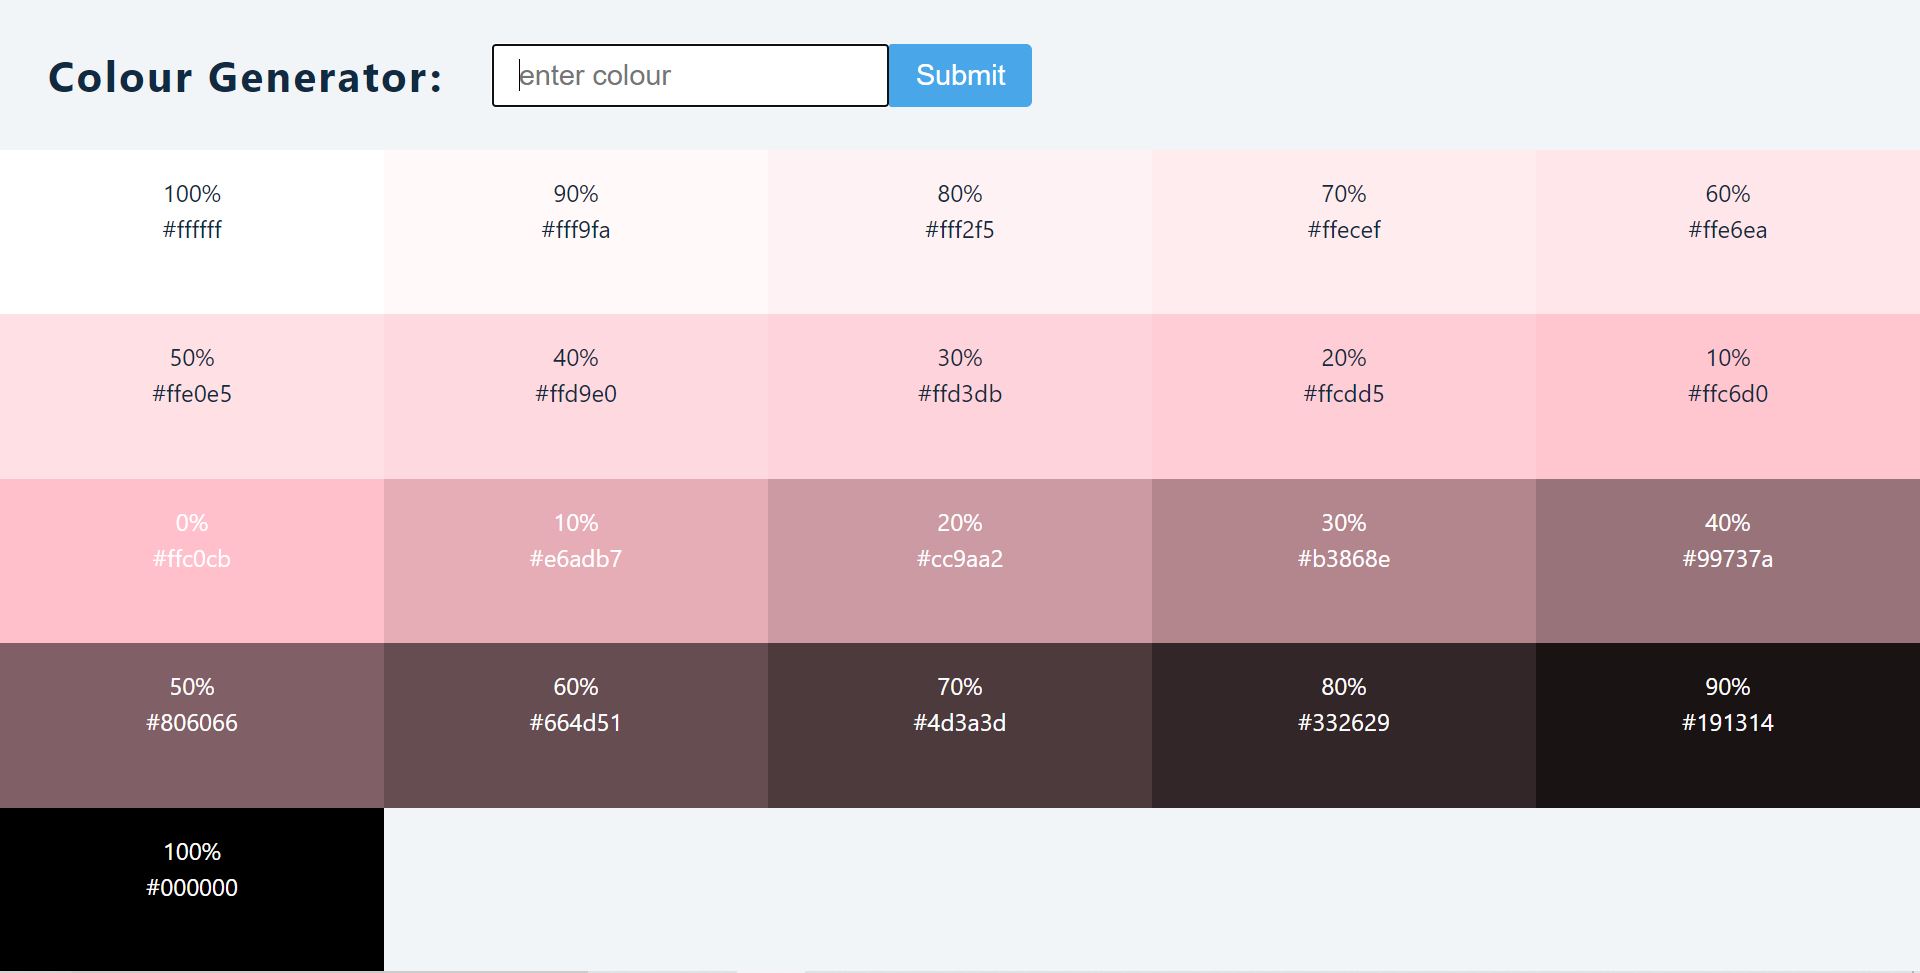 Colour Generator:
enter colour
Submit
100%
#ffffff
90%
#fff9fa
80%
#fff2f5
70%
#ffecef
60%
#ffe6ea
50%
#ffe0e5
40%
#ffd9e0
30%
#ffd3db
20%
#ffcdd5
10%
#ffc6d0
0%
#ffc0cb
10%
#e6adb7
20%
#cc9aa2
30%
#b3868e
40%
#99737a
50%
#806066
60%
#664d51
70%
#4d3a3d
80%
#332629
90%
#191314
100%
#000000